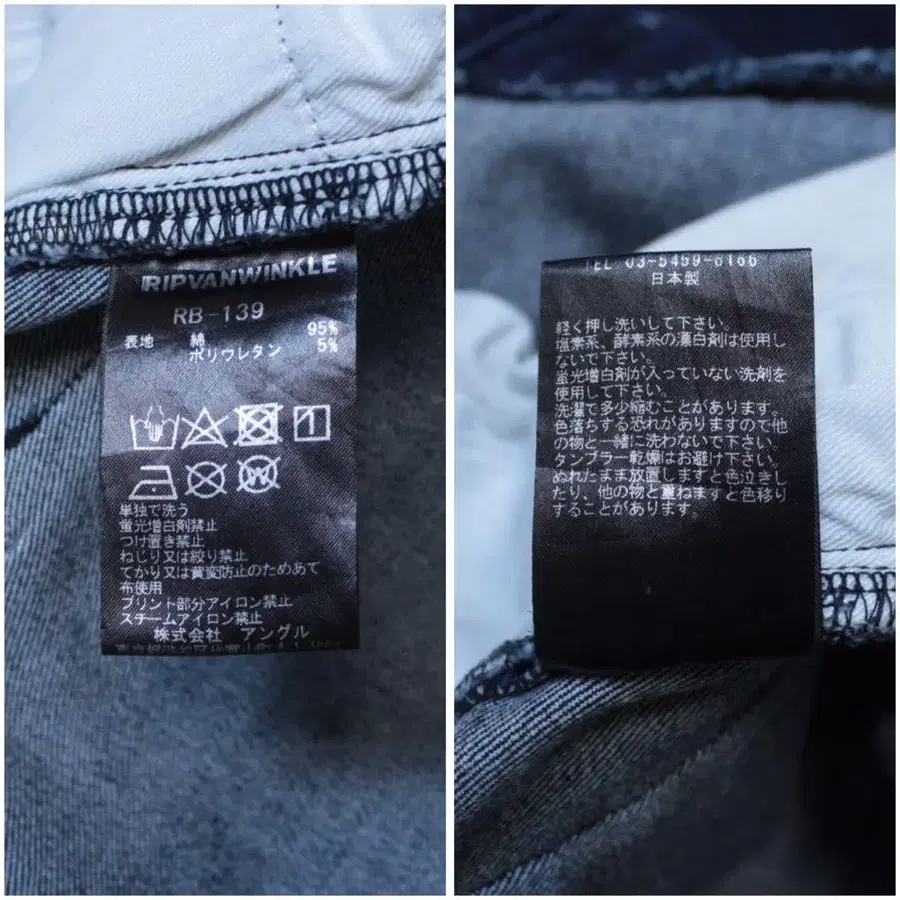 RIPVANWINKLE
RB-139
表地 綿 95%
ポリウレタン 5%
単独で洗う
蛍光増白剤禁止
つけ置き禁止
ねじり又は絞り禁止
てかり又は黄変防止のためあて
布使用
プリント部分アイロン禁止
スチームアイロン禁止
株式会社 アングル
TEL 03-5459-6166
日本製
軽く押し洗いして下さい。
塩素系、酵素系の漂白剤は使用し
ないで下さい。
蛍光増白剤が入っていない洗剤を
使用して下さい。
洗濯で多少縮むことがあります。
色落ちする恐れがありますので他
の物と一緒に洗わないで下さい。
タンブラー乾燥はお避け下さい。
ぬれたまま放置しますと色泣きし
たり、他の物と重ねますと色移り
することがあります。